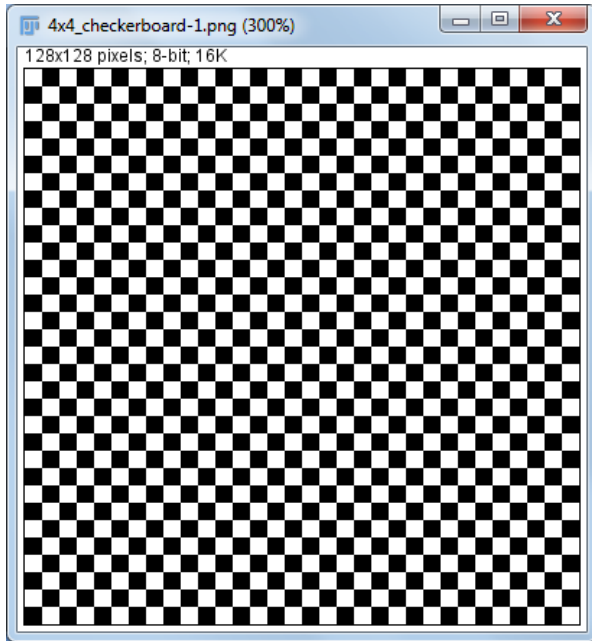 4x4_checkerboard-1.png (300%)
128x128 pixels; 8-bit; 16K